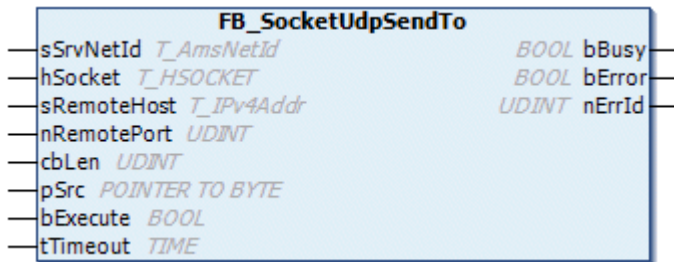 FB_SocketUdpSendTo
sSrvNetId T_AmsNetId BOOL bBusy
hSocket T_HSOCKET BOOL bError
sRemoteHost T_IPv4Addr UDINT nErrId
nRemotePort UDINT
cbLen UDINT
pSrc POINTER TO BYTE
bExecute BOOL
tTimeout TIME